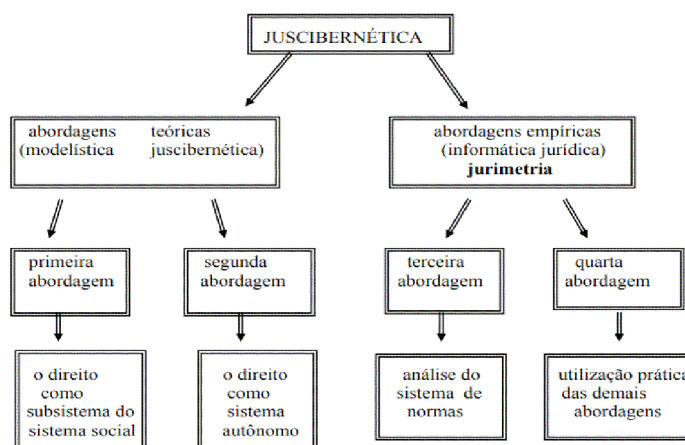 JUSCIBERNÉTICA
abordagens teóricas
(modelística juscibernética)
abordagens empíricas
(informática jurídica)
jurimetria
primeira
abordagem
segunda
abordagem
terceira
abordagem
quarta
abordagem
o direito
como
subsistema do
sistema social
o direito
como
sistema
autônomo
análise do
sistema de
normas
utilização prática
das demais
abordagens